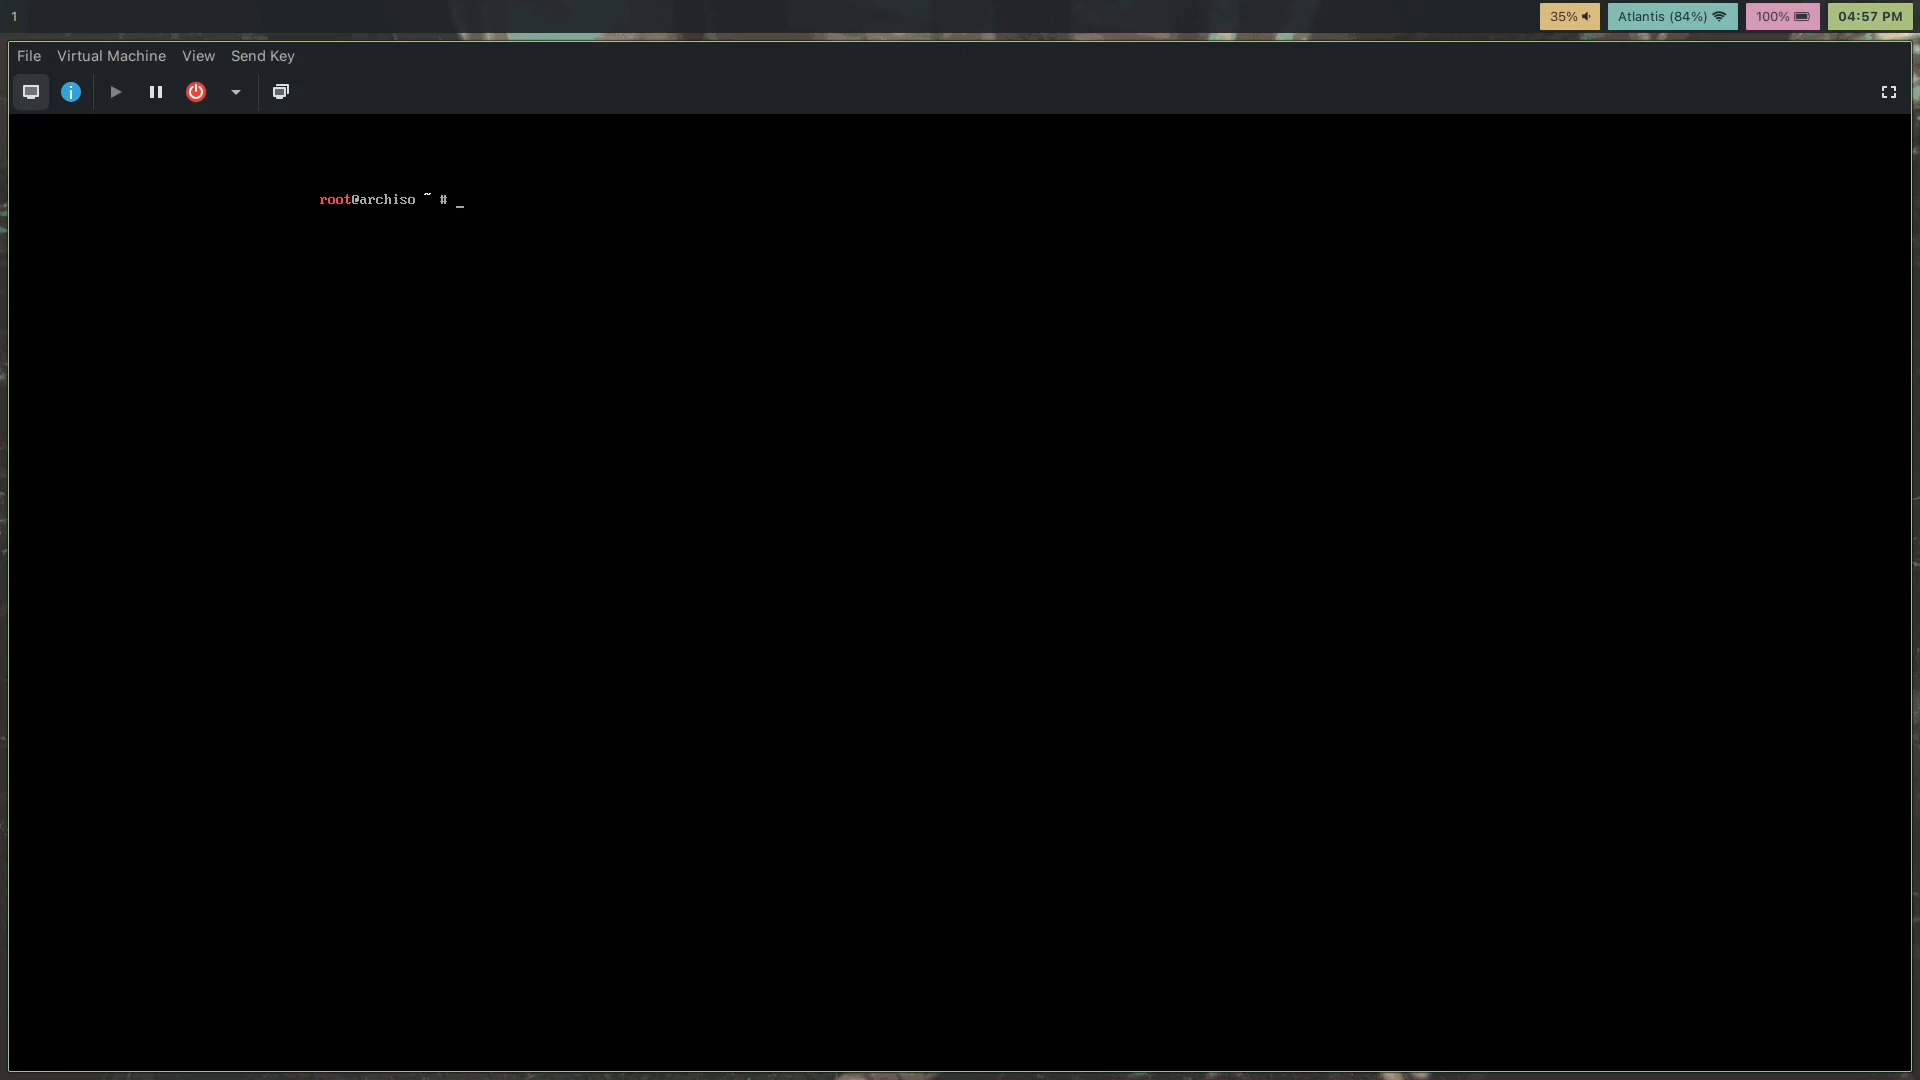 1
35%
Atlantis (84%)
100%
04:57 PM
File Virtual Machine View Send Key
root@archiso ~ # _